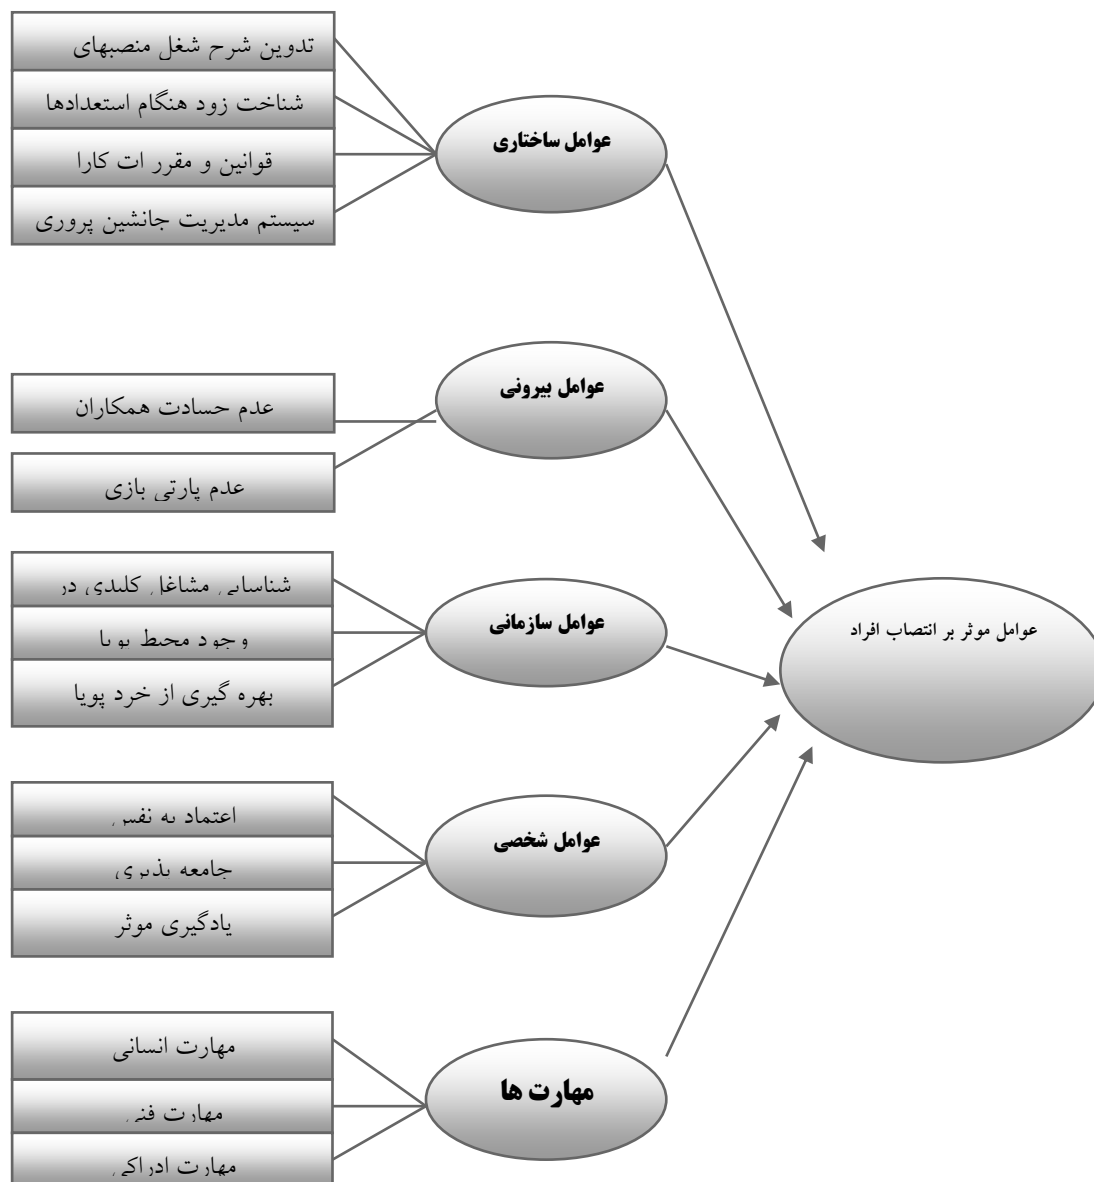 تدوین شرح شغل منصبهای
شناخت زود هنگام استعدادها
قوانین و مقرر ات کارا
سیستم مدیریت جانشین پروری
عوامل ساختاری
عدم حسادت همکاران
عدم پارتی بازی
عوامل بیرونی
شناسایی مشاغل کلیدی در
وجود محیط پویا
بهره گیری از خرد پویا
عوامل سازمانی
اعتماد به نفس
جامعه پذیری
یادگیری موثر
عوامل شخصی
مهارت انسانی
مهارت فنی
مهارت ادراکی
مهارت ها
عوامل موثر بر انتصاب افراد